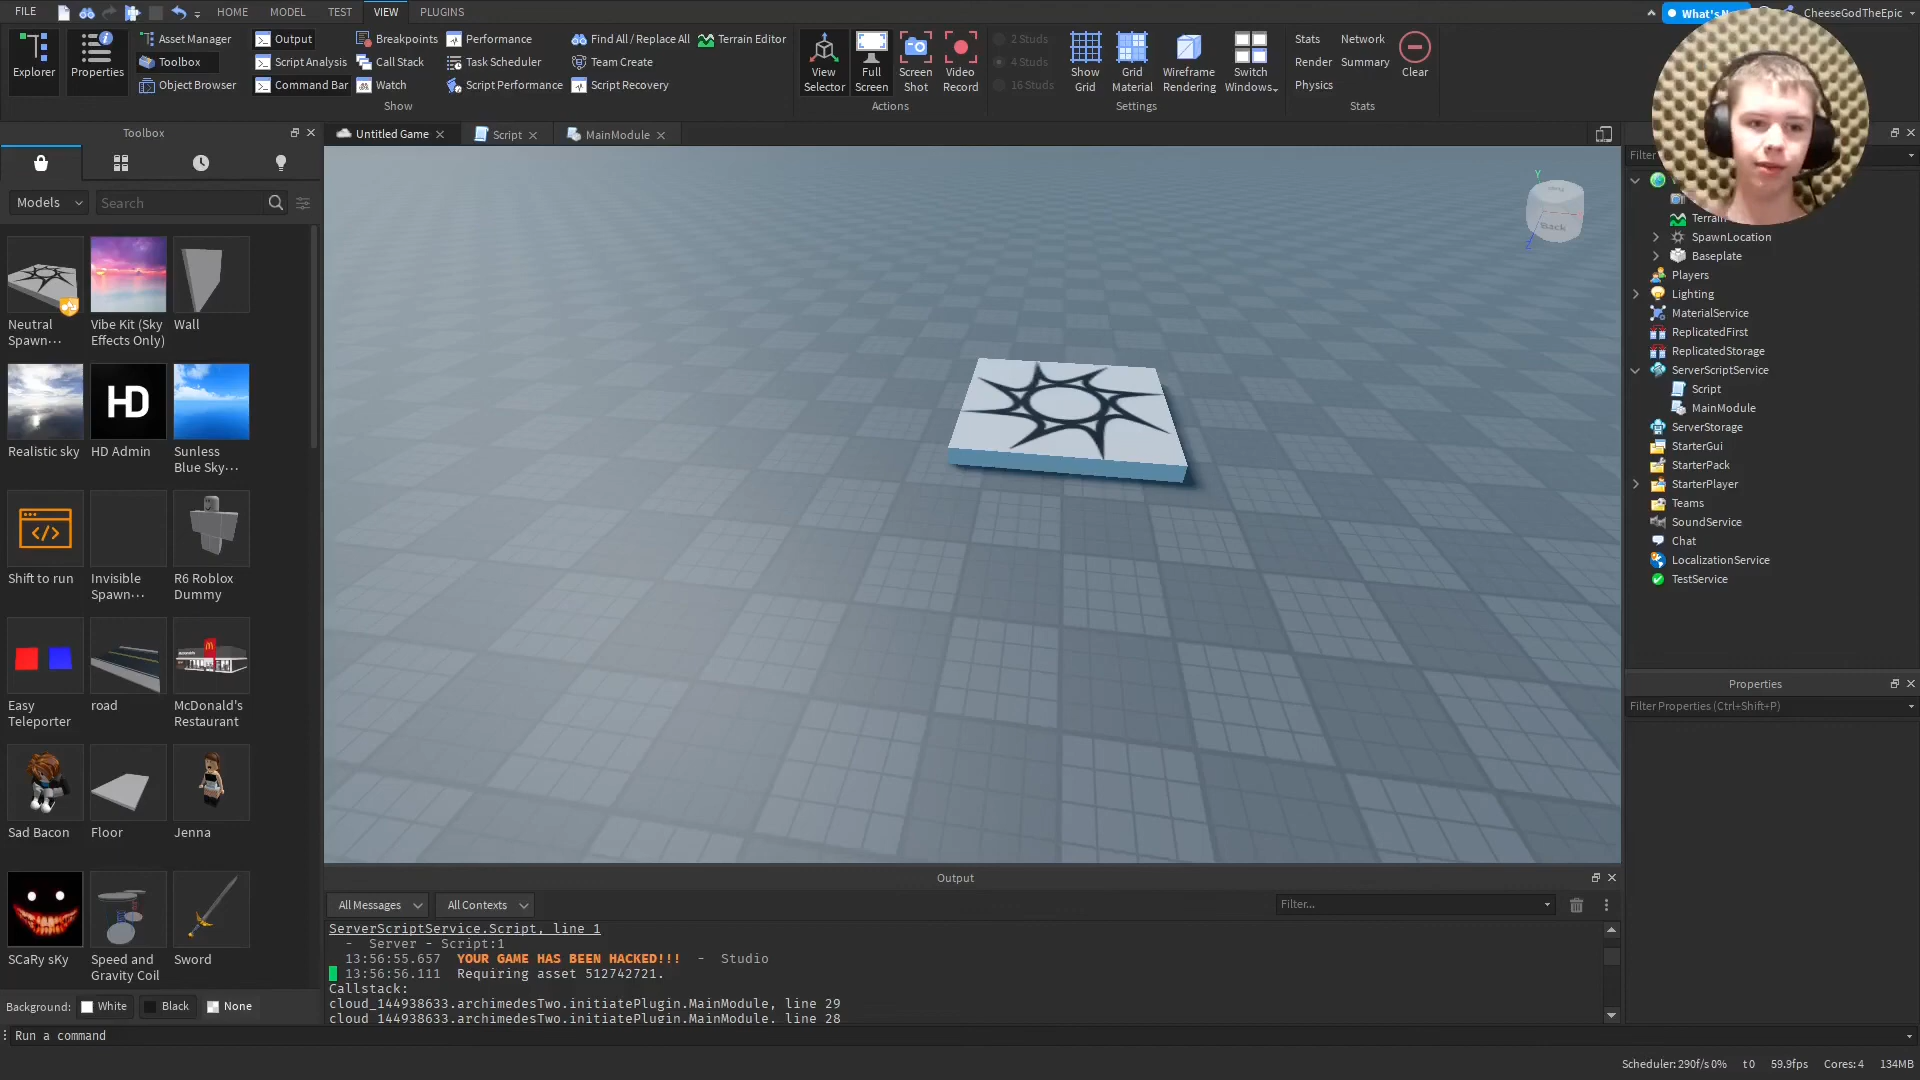 FILE
HOME
MODEL
TEST
VIEW
PLUGINS
What's N
CheeseGodTheEpic
Explorer
Properties
Asset Manager
Toolbox
Object Browser
Output
Script Analysis
Command Bar
Breakpoints
Call Stack
Watch
Performance
Task Scheduler
Script Performance
Find All / Replace All
Team Create
Script Recovery
Terrain Editor
Show
View
Selector
Full
Screen
Screen
Shot
Video
Record
Actions
2 Studs
4 Studs
16 Studs
Show
Grid
Grid
Material
Wireframe
Rendering
Switch
Windows
Settings
Stats
Render
Physics
Network
Summary
Clear
Stats
Toolbox
Models
Search
Neutral
Spawn...
Vibe Kit (Sky
Effects Only)
Wall
Realistic sky
HD
HD Admin
Sunless
Blue Sky...
Shift to run
Invisible
Spawn...
R6 Roblox
Dummy
Easy
Teleporter
road
McDonald's
Restaurant
Sad Bacon
Floor
Jenna
SCaRy sKy
Speed and
Gravity Coil
Sword
Background:
White
Black
None
Untitled Game
Script
MainModule
Y
Back
Z
Filter
Terrain
SpawnLocation
Baseplate
Players
Lighting
MaterialService
ReplicatedFirst
ReplicatedStorage
ServerScriptService
Script
MainModule
ServerStorage
StarterGui
StarterPack
StarterPlayer
Teams
SoundService
Chat
LocalizationService
TestService
Properties
Filter Properties (Ctrl+Shift+P)
Output
All Messages
All Contexts
Filter...
ServerScriptService.Script, line 1
- Server - Script:1
13:56:55.657 YOUR GAME HAS BEEN HACKED!!! - Studio
13:56:56.111 Requiring asset 512742721.
Callstack:
cloud_144938633.archimedesTwo.initiatePlugin.MainModule, line 29
cloud_144938633.archimedesTwo.initiatePlugin.MainModule, line 28
Run a command
Scheduler: 290f/s 0%
t 0
59.9fps
Cores: 4
134MB